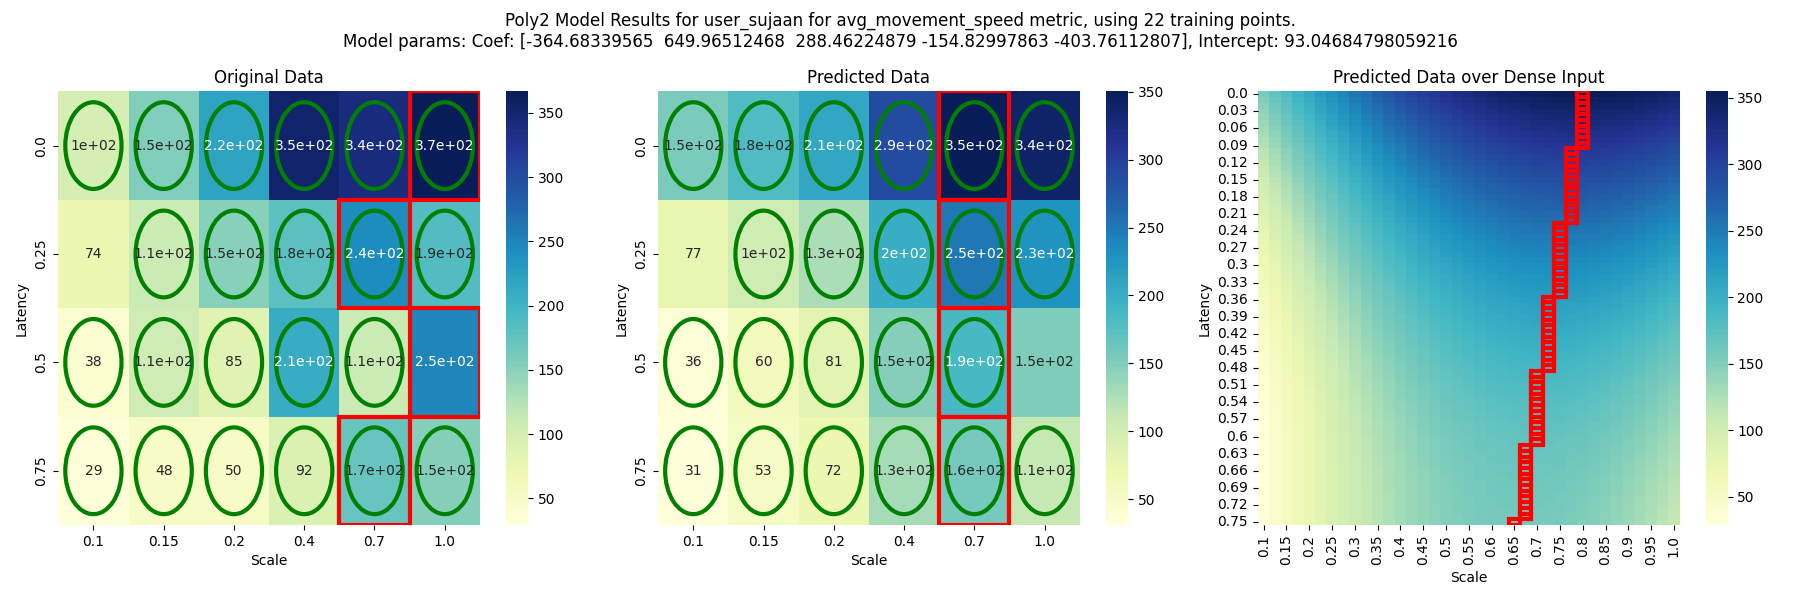 Poly2 Model Results for user_sujaan for avg_movement_speed metric, using 22 training points.
Model params: Coef: [-364.68339565  649.96512468  288.46224879 -154.82997863 -403.76112807], Intercept: 93.04684798059216
Original Data
Latency
0.0 1e+02 1.5e+02 2.2e+02 3.5e+02 3.4e+02 3.7e+02
0.25 74 1.1e+02 1.5e+02 1.8e+02 2.4e+02 1.9e+02
0.5 38 1.1e+02 85 2.1e+02 1.1e+02 2.5e+02
0.75 29 48 50 92 1.7e+02 1.5e+02
0.1 0.15 0.2 0.4 0.7 1.0
Scale
350
300
250
200
150
100
50
Predicted Data
Latency
0.0 1.5e+02 1.8e+02 2.1e+02 2.9e+02 3.5e+02 3.4e+02
0.25 77 1e+02 1.3e+02 2e+02 2.5e+02 2.3e+02
0.5 36 60 81 1.5e+02 1.9e+02 1.5e+02
0.75 31 53 72 1.3e+02 1.6e+02 1.1e+02
0.1 0.15 0.2 0.4 0.7 1.0
Scale
350
300
250
200
150
100
50
Predicted Data over Dense Input
Latency
0.0
0.03
0.06
0.09
0.12
0.15
0.18
0.21
0.24
0.27
0.3
0.33
0.36
0.39
0.42
0.45
0.48
0.51
0.54
0.57
0.6
0.63
0.66
0.69
0.72
0.75
0.1 0.15 0.2 0.25 0.3 0.35 0.4 0.45 0.5 0.55 0.6 0.65 0.7 0.75 0.8 0.85 0.9 0.95 1.0
Scale
350
300
250
200
150
100
50